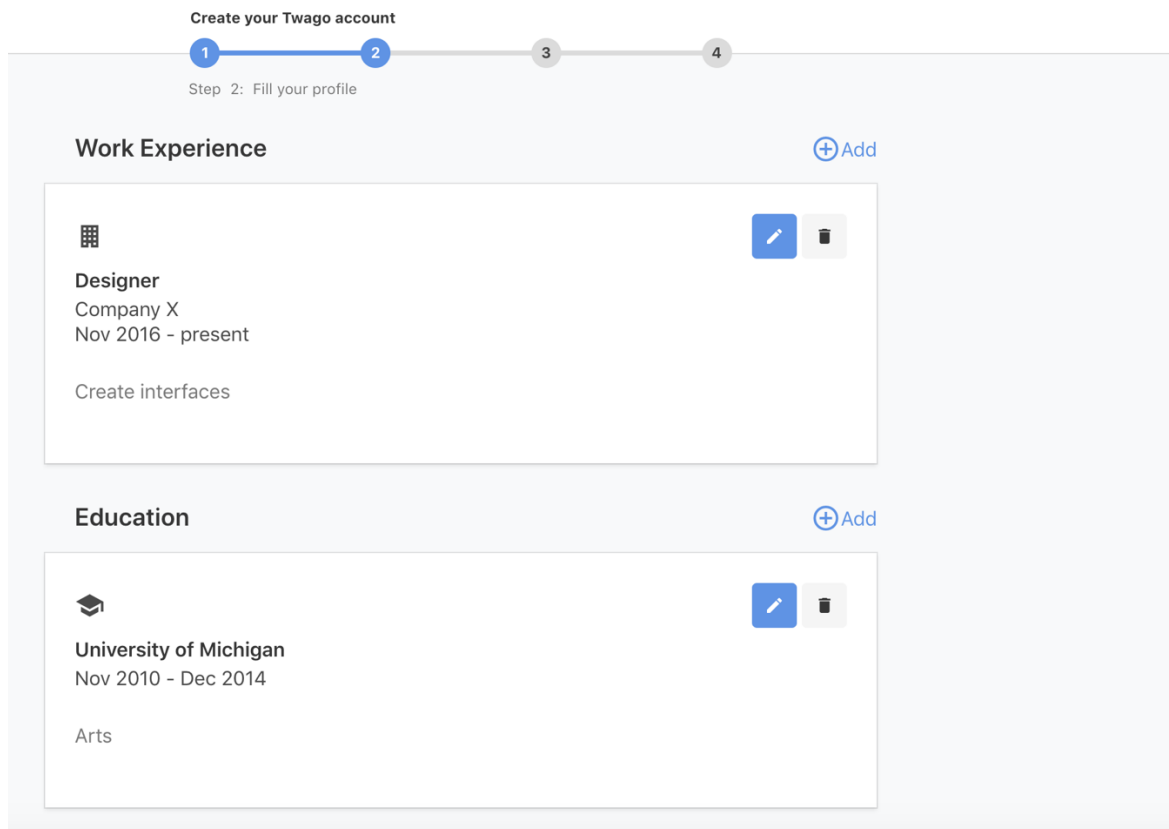 Create your Twago account
1 2 3 4
Step 2: Fill your profile
Work Experience
Add
Designer
Company X
Nov 2016 - present
Create interfaces
Education
Add
University of Michigan
Nov 2010 - Dec 2014
Arts